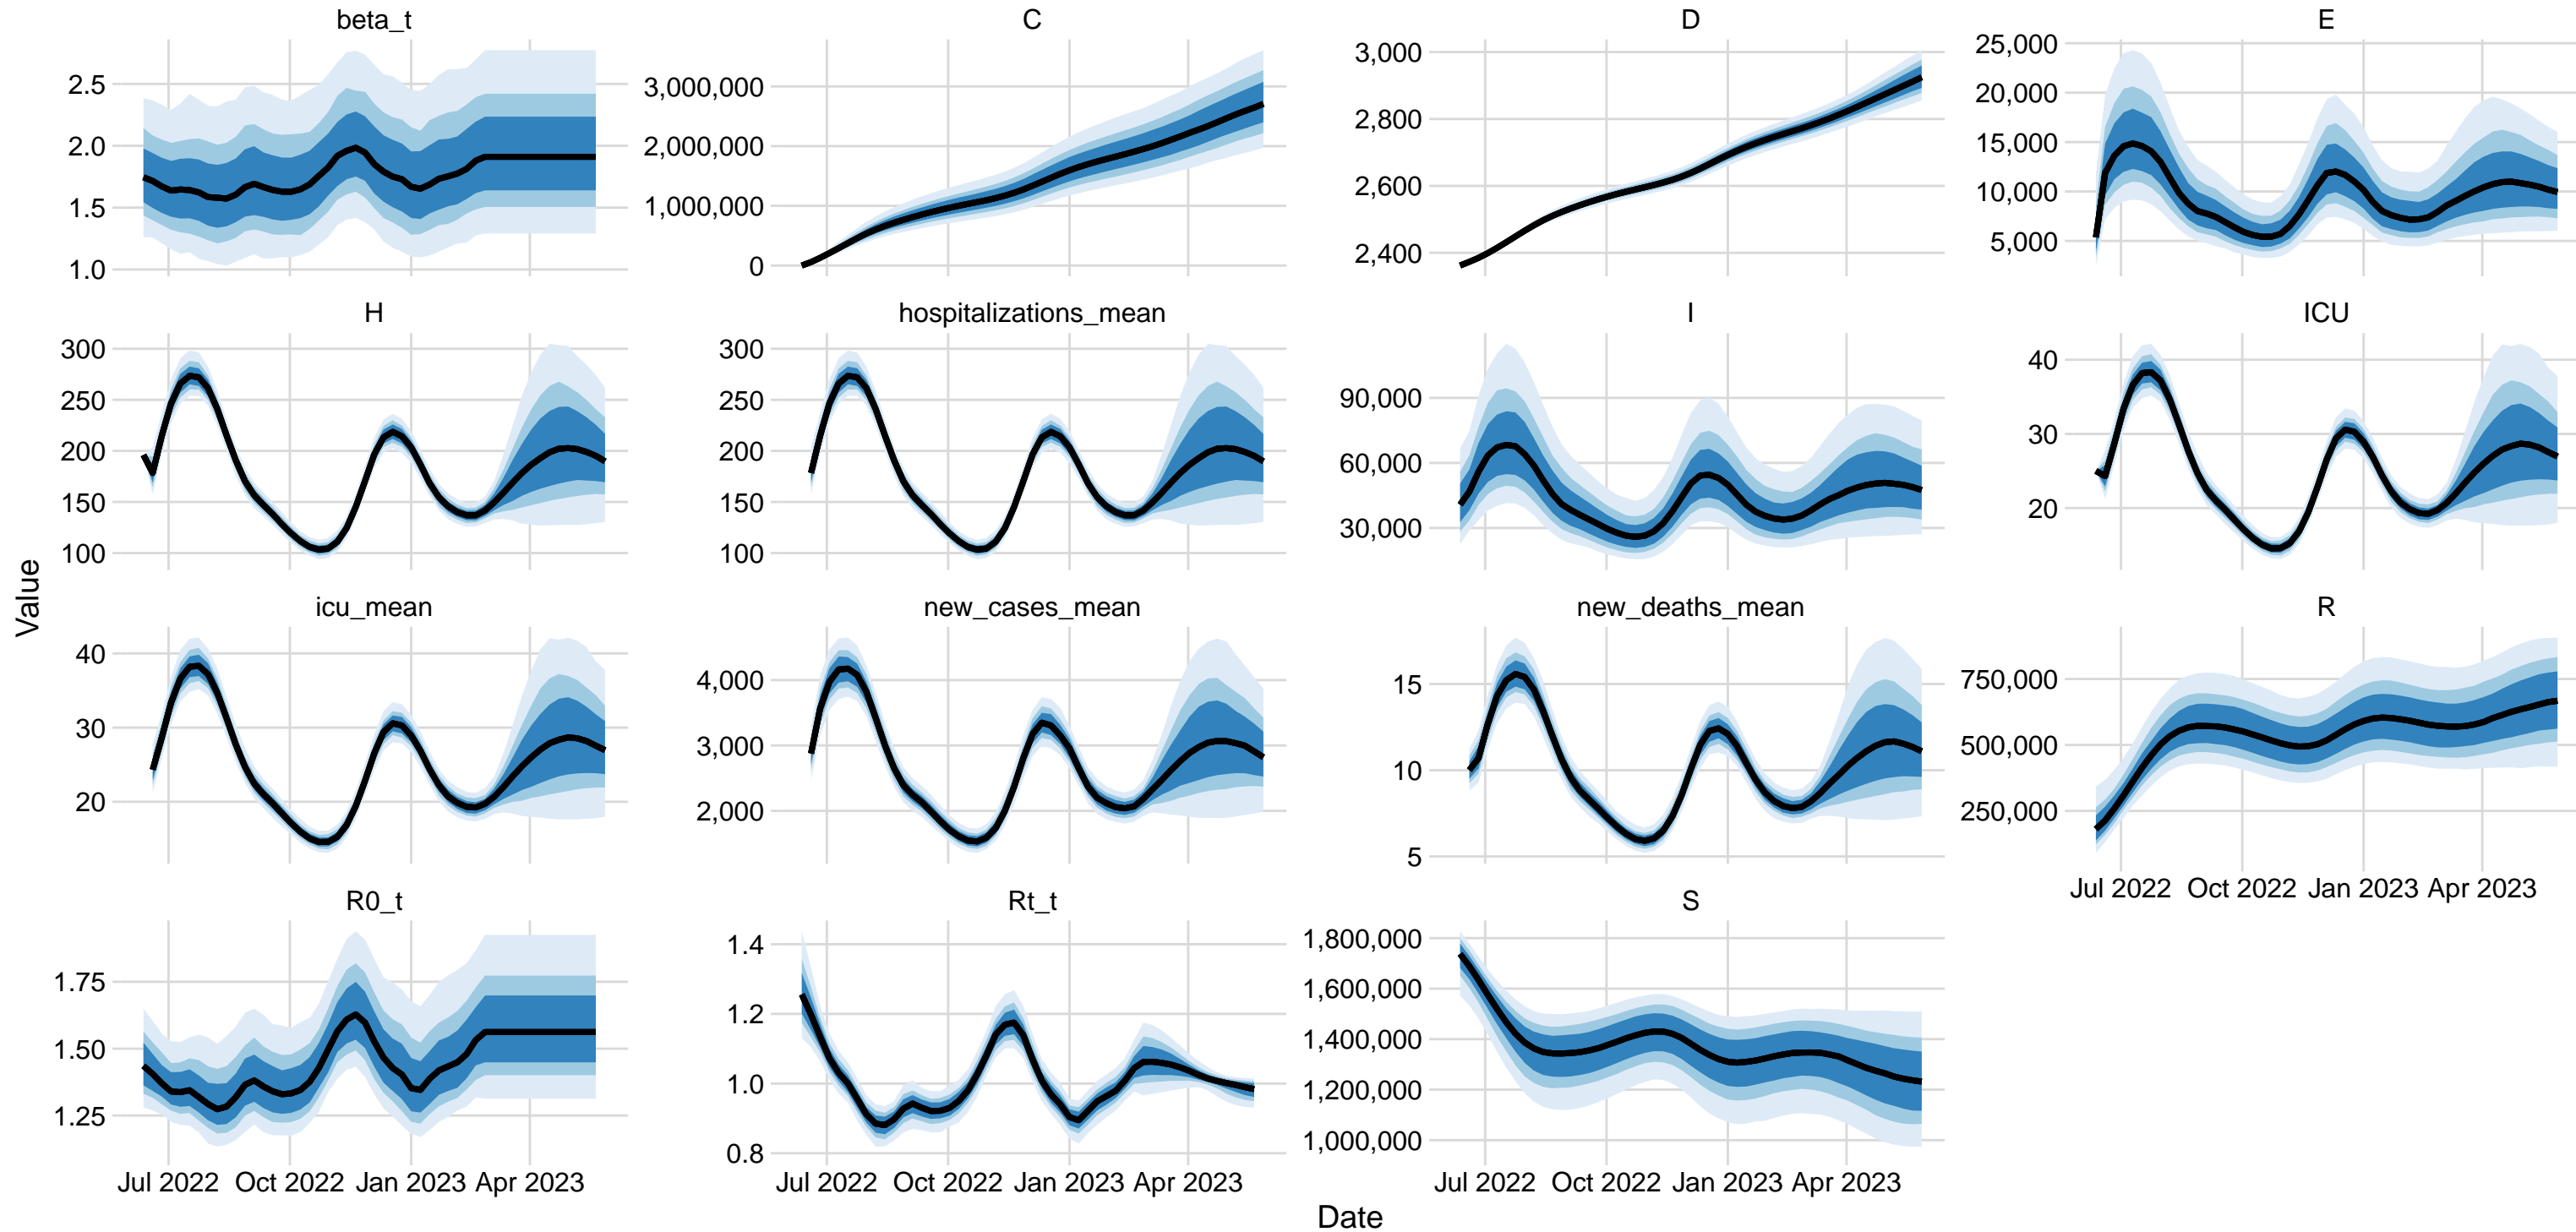 beta_t
C
D
E
2.5
2.0
1.5
1.0
3,000,000
2,000,000
1,000,000
0
3,000
2,800
2,600
2,400
25,000
20,000
15,000
10,000
5,000
H
hospitalizations_mean
I
ICU
300
250
200
150
100
300
250
200
150
100
90,000
60,000
30,000
40
30
20
Value
icu_mean
new_cases_mean
new_deaths_mean
R
40
30
20
4,000
3,000
2,000
15
10
5
750,000
500,000
250,000
Jul 2022 Oct 2022 Jan 2023 Apr 2023
R0_t
Rt_t
S
1.75
1.50
1.25
1.4
1.2
1.0
0.8
1,800,000
1,600,000
1,400,000
1,200,000
1,000,000
Jul 2022 Oct 2022 Jan 2023 Apr 2023
Jul 2022 Oct 2022 Jan 2023 Apr 2023
Jul 2022 Oct 2022 Jan 2023 Apr 2023
Date